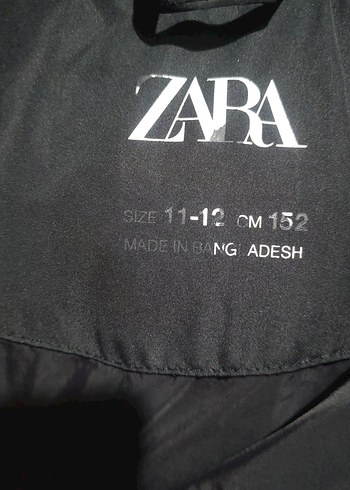 ZARA
SIZE 11-12 CM 152
MADE IN BANGLADESH